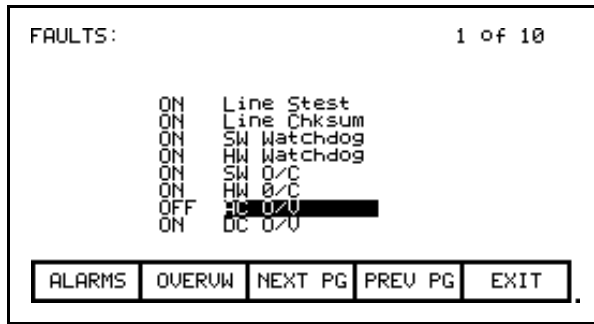 FAULTS: 1 of 10
ON Line Stest
ON Line Chksum
ON SW Watchdog
ON HW Watchdog
ON SW O/C
ON HW O/C
OFF AC O/V
ON DC O/V
ALARMS OVERVW NEXT PG PREV PG EXIT